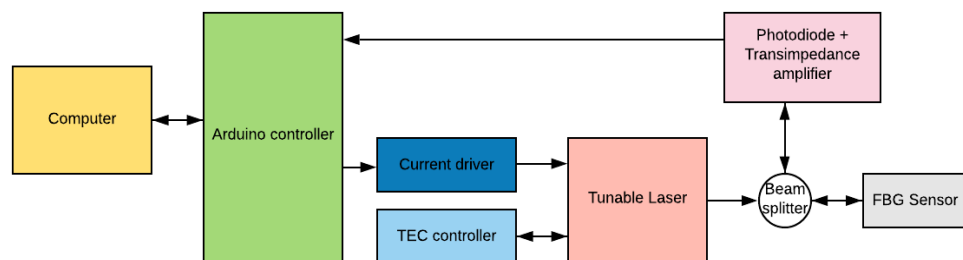 Computer
Arduino controller
Current driver
TEC controller
Tunable Laser
Photodiode +
Transimpedance
amplifier
Beam
splitter
FBG Sensor